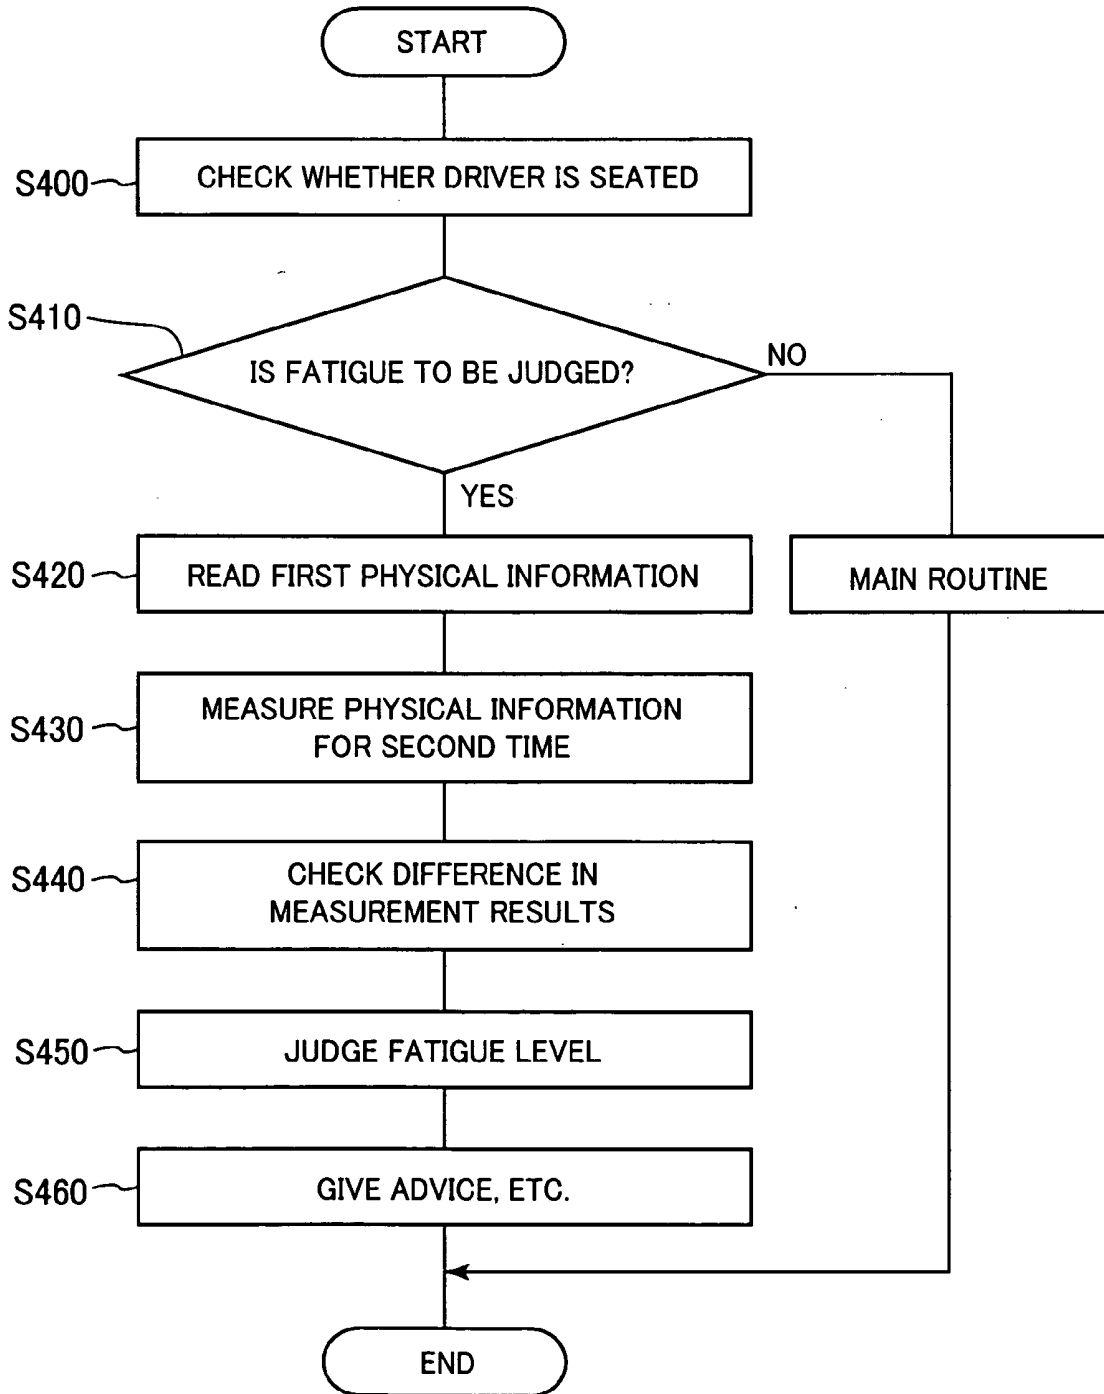 START
S400
CHECK WHETHER DRIVER IS SEATED
S410
IS FATIGUE TO BE JUDGED?
NO
YES
S420
READ FIRST PHYSICAL INFORMATION
MAIN ROUTINE
S430
MEASURE PHYSICAL INFORMATION
FOR SECOND TIME
S440
CHECK DIFFERENCE IN
MEASUREMENT RESULTS
S450
JUDGE FATIGUE LEVEL
S460
GIVE ADVICE, ETC.
END